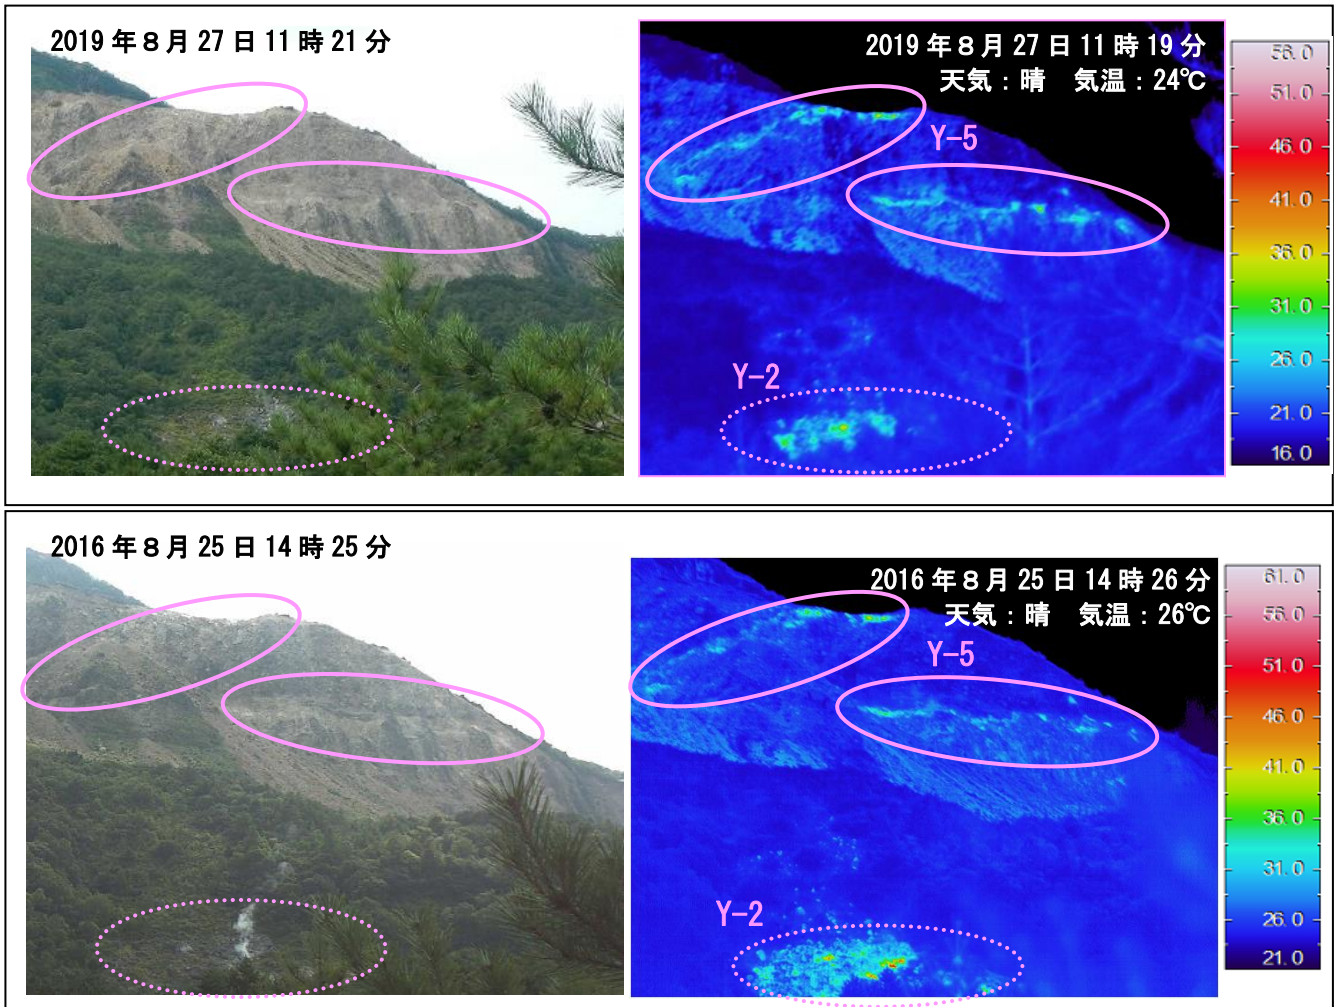 2019年８月27日11時21分
2019年８月27日11時19分
天気：晴　気温：24℃
Y-5
Y-2
56.0
51.0
46.0
41.0
36.0
31.0
26.0
21.0
16.0
2016年８月25日14時25分
2016年８月25日14時26分
天気：晴　気温：26℃
Y-5
Y-2
61.0
56.0
51.0
46.0
41.0
36.0
31.0
26.0
21.0